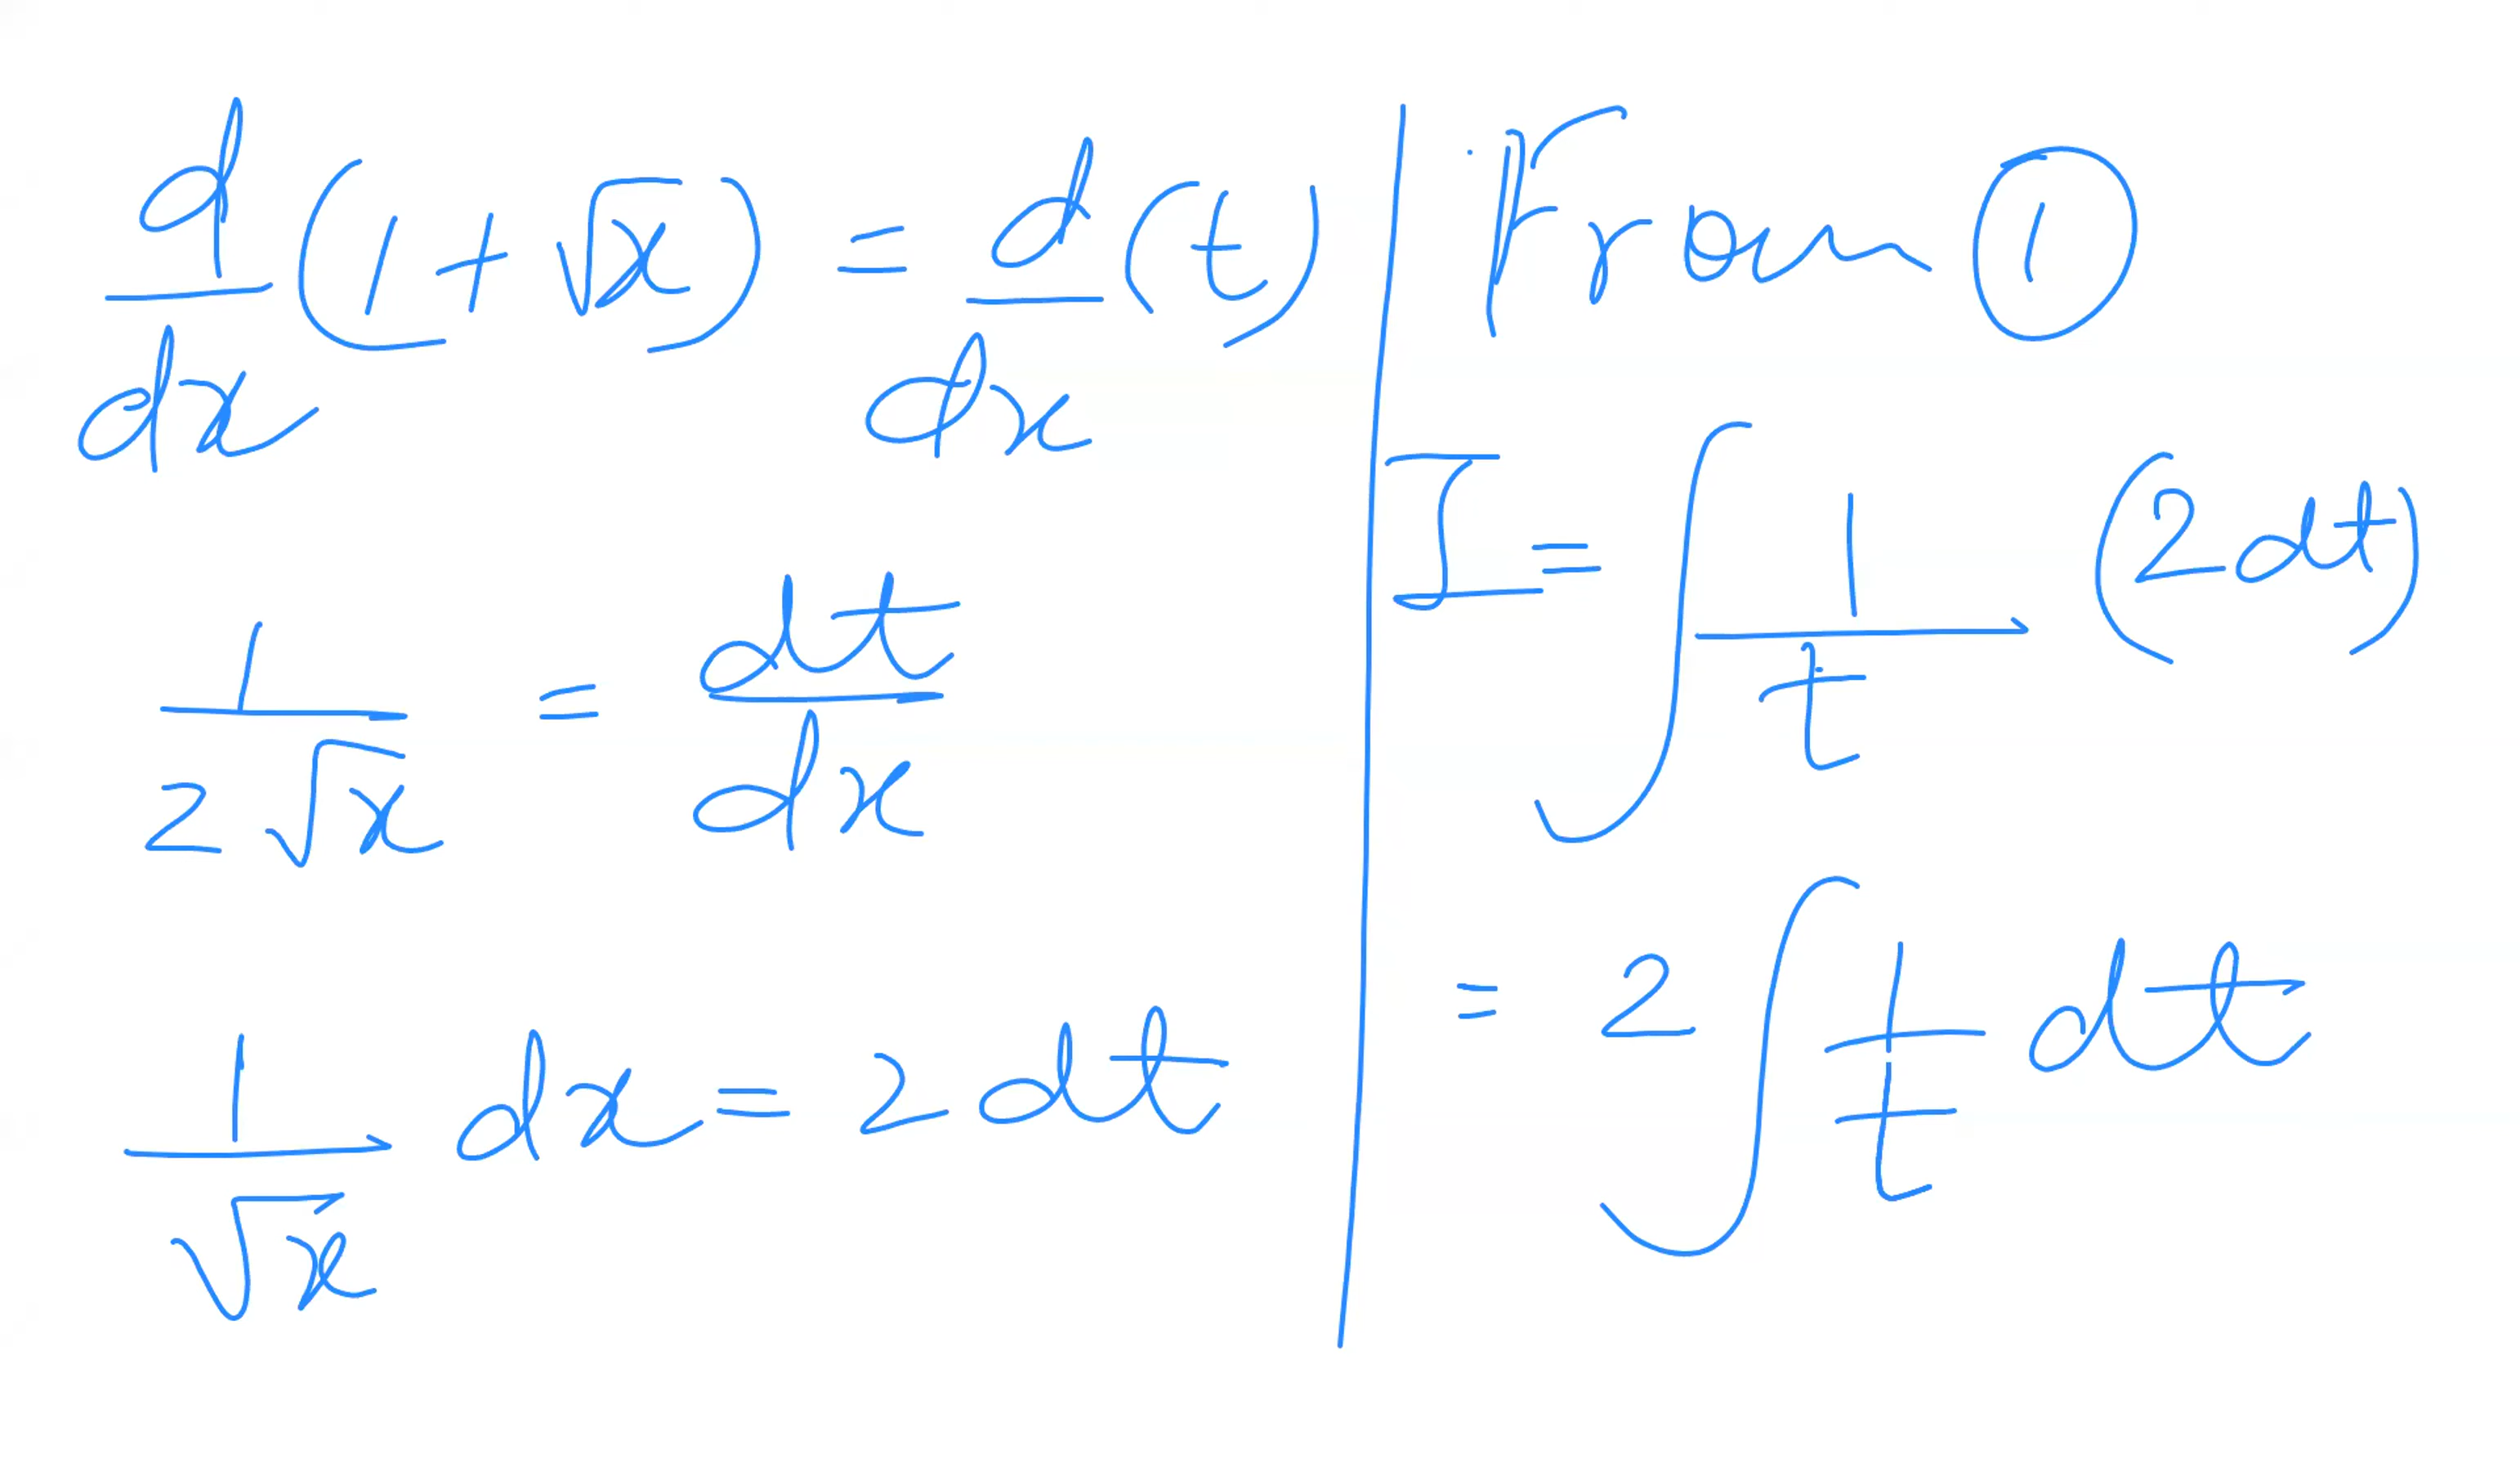 d/dx (1 + √x) = d/dx (t)
1/(2√x) = dt/dx
1/√x dx = 2dt
From ①
I = ∫ 1/t (2dt)
= 2 ∫ 1/t dt